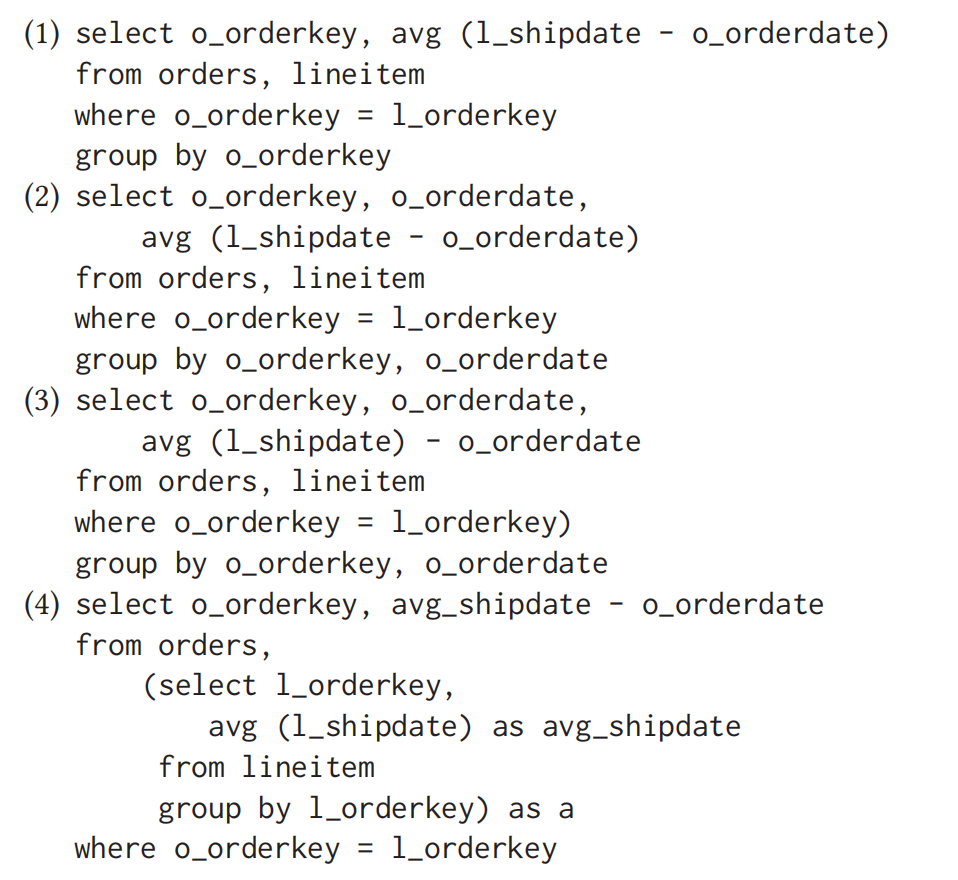 (1) select o_orderkey, avg (l_shipdate - o_orderdate)
from orders, lineitem
where o_orderkey = l_orderkey
group by o_orderkey
(2) select o_orderkey, o_orderdate,
avg (l_shipdate - o_orderdate)
from orders, lineitem
where o_orderkey = l_orderkey
group by o_orderkey, o_orderdate
(3) select o_orderkey, o_orderdate,
avg (l_shipdate) - o_orderdate
from orders, lineitem
where o_orderkey = l_orderkey)
group by o_orderkey, o_orderdate
(4) select o_orderkey, avg_shipdate - o_orderdate
from orders,
(select l_orderkey,
avg (l_shipdate) as avg_shipdate
from lineitem
group by l_orderkey) as a
where o_orderkey = l_orderkey